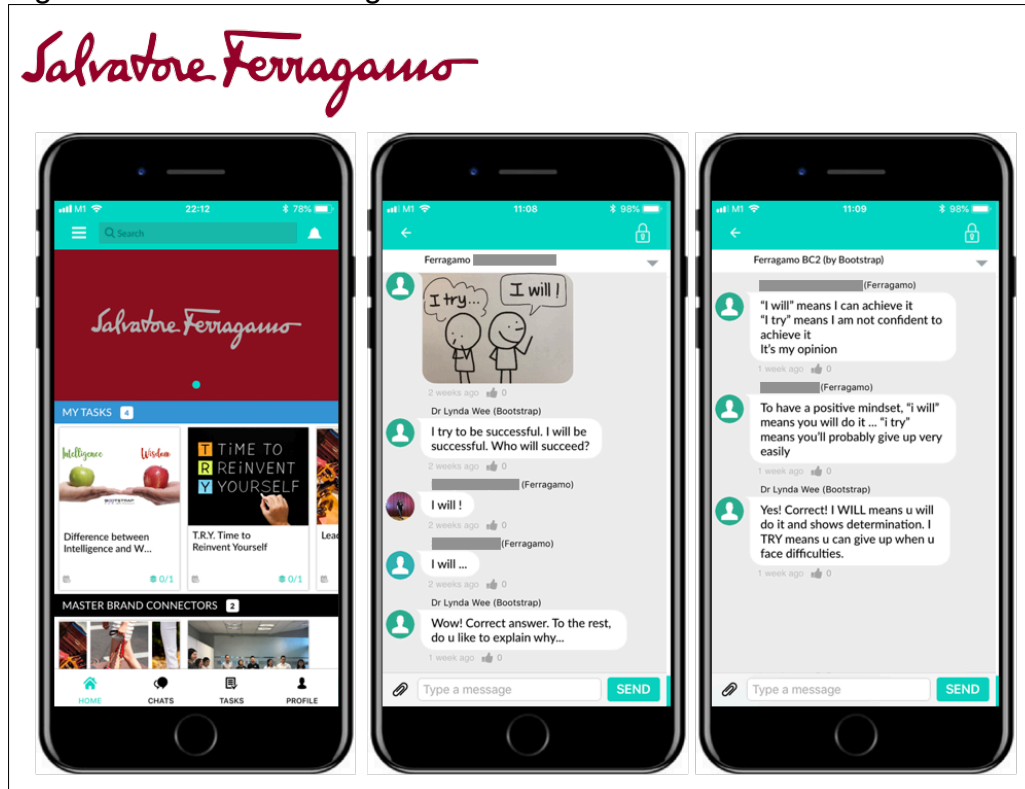 Salvatore Ferragamo
M1
22:12
78%
Search
Salvatore Ferragamo
MY TASKS 4
Intelligence
Wisdom
BOOTSTRAP
Difference between
Intelligence and W...
0/1
T TiME TO
R REiNVENT
Y YOURSELF
T.R.Y. Time to
Reinvent Yourself
0/1
Lea
MASTER BRAND CONNECTORS 2
HOME
CHATS
TASKS
PROFILE
M1
11:08
98%
Ferragamo
I try...
I will!
2 weeks ago 0
Dr Lynda Wee (Bootstrap)
I try to be successful. I will be
successful. Who will succeed?
2 weeks ago 0
(Ferragamo)
I will !
2 weeks ago 0
(Ferragamo)
I will ...
2 weeks ago 0
Dr Lynda Wee (Bootstrap)
Wow! Correct answer. To the rest,
do u like to explain why...
1 week ago 0
Type a message
SEND
M1
11:09
98%
Ferragamo BC2 (by Bootstrap)
(Ferragamo)
"I will" means I can achieve it
"I try" means I am not confident to
achieve it
It's my opinion
1 week ago 0
(Ferragamo)
To have a positive mindset, "i will"
means you will do it ... "i try"
means you'll probably give up very
easily
1 week ago 0
Dr Lynda Wee (Bootstrap)
Yes! Correct! I WILL means u will
do it and shows determination. I
TRY means u can give up when u
face difficulties.
1 week ago 0
Type a message
SEND